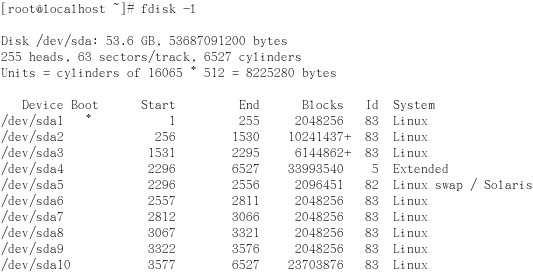 [root@localhost ~]# fdisk -l
Disk /dev/sda: 53.6 GB, 53687091200 bytes
255 heads, 63 sectors/track, 6527 cylinders
Units = cylinders of 16065 * 512 = 8225280 bytes
Device Boot Start End Blocks Id System
/dev/sda1 * 1 255 2048256 83 Linux
/dev/sda2 256 1530 10241437+ 83 Linux
/dev/sda3 1531 2295 6144862+ 83 Linux
/dev/sda4 2296 6527 33993540 5 Extended
/dev/sda5 2296 2556 2096451 82 Linux swap / Solaris
/dev/sda6 2557 2811 2048256 83 Linux
/dev/sda7 2812 3066 2048256 83 Linux
/dev/sda8 3067 3321 2048256 83 Linux
/dev/sda9 3322 3576 2048256 83 Linux
/dev/sda10 3577 6527 23703876 83 Linux